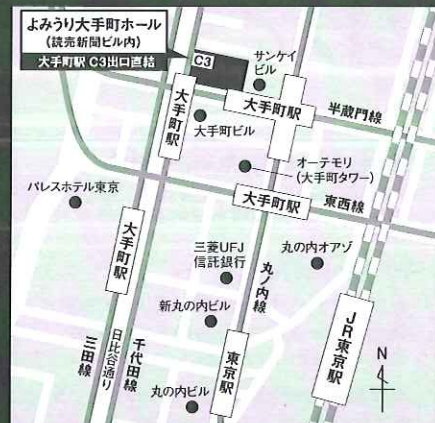 よみうり大手町ホール
(読売新聞ビル内)
大手町駅 C3出口直結
C3
サンケイ
ビル
大手町駅
半蔵門線
大手町駅
大手町ビル
オーテモリ
(大手町タワー)
パレスホテル東京
大手町駅
東西線
大手町駅
三菱UFJ
信託銀行
丸ノ内線
丸の内オアゾ
新丸の内ビル
三田線
日比谷通り
千代田線
東京駅
JR東京駅
N
丸の内ビル